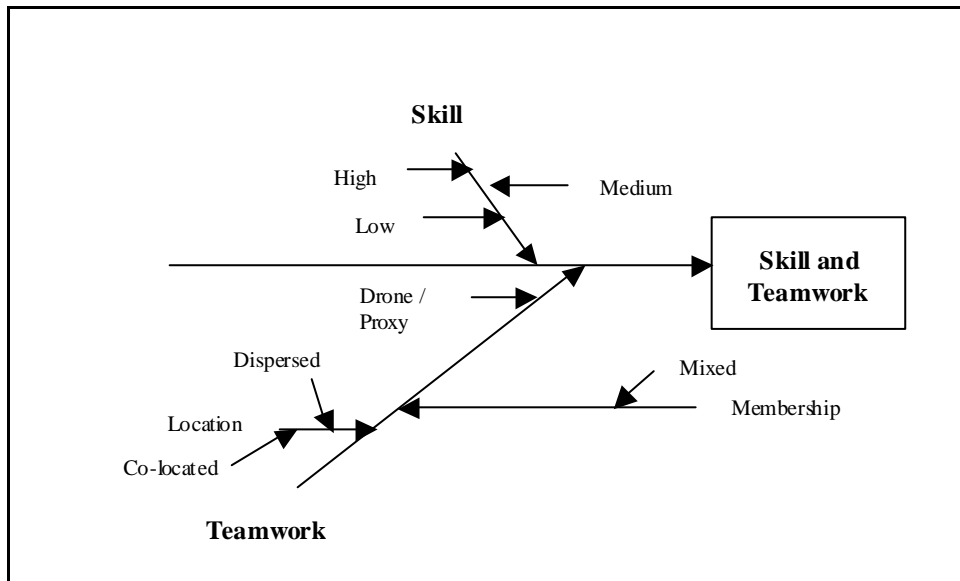 Skill
High
Medium
Low
Skill and
Teamwork
Drone /
Proxy
Dispersed
Mixed
Location
Membership
Co-located
Teamwork